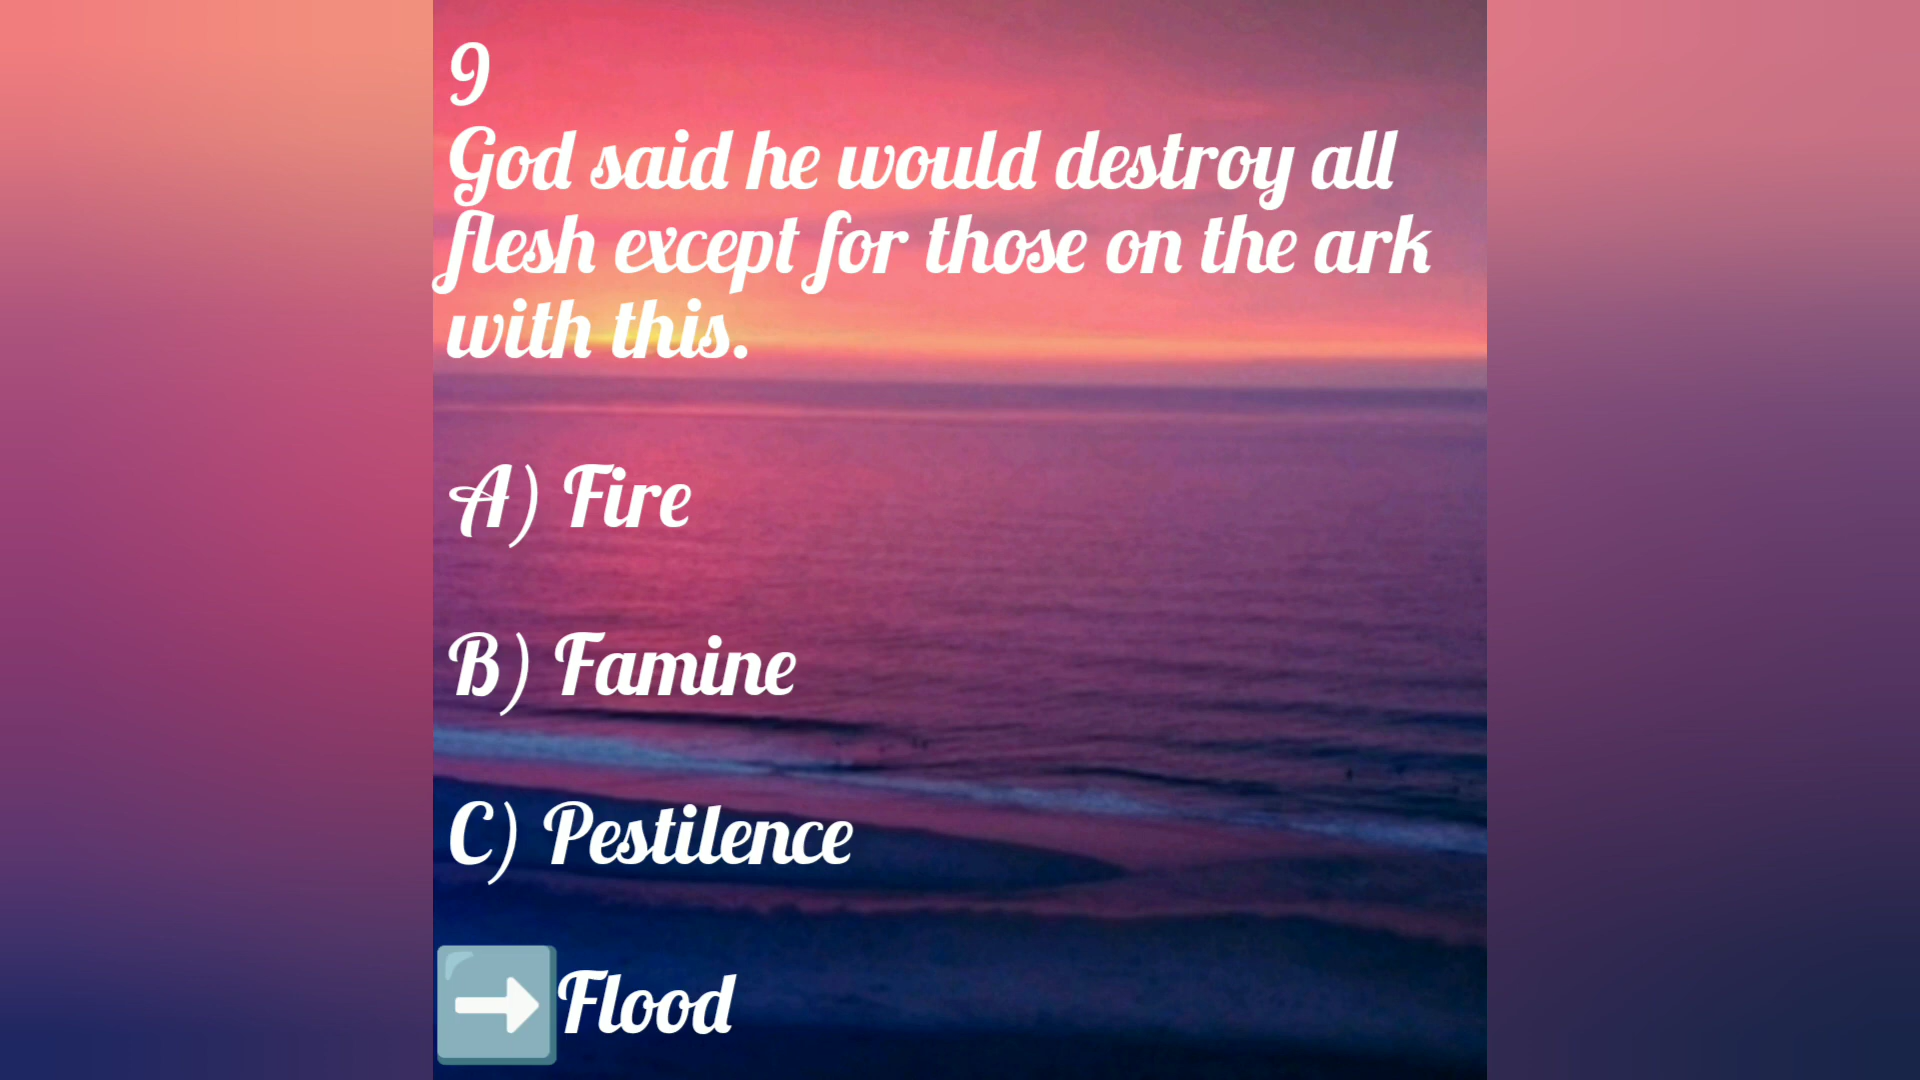 9
God said he would destroy all
flesh except for those on the ark
with this.
A) Fire
B) Famine
C) Pestilence
➡️Flood